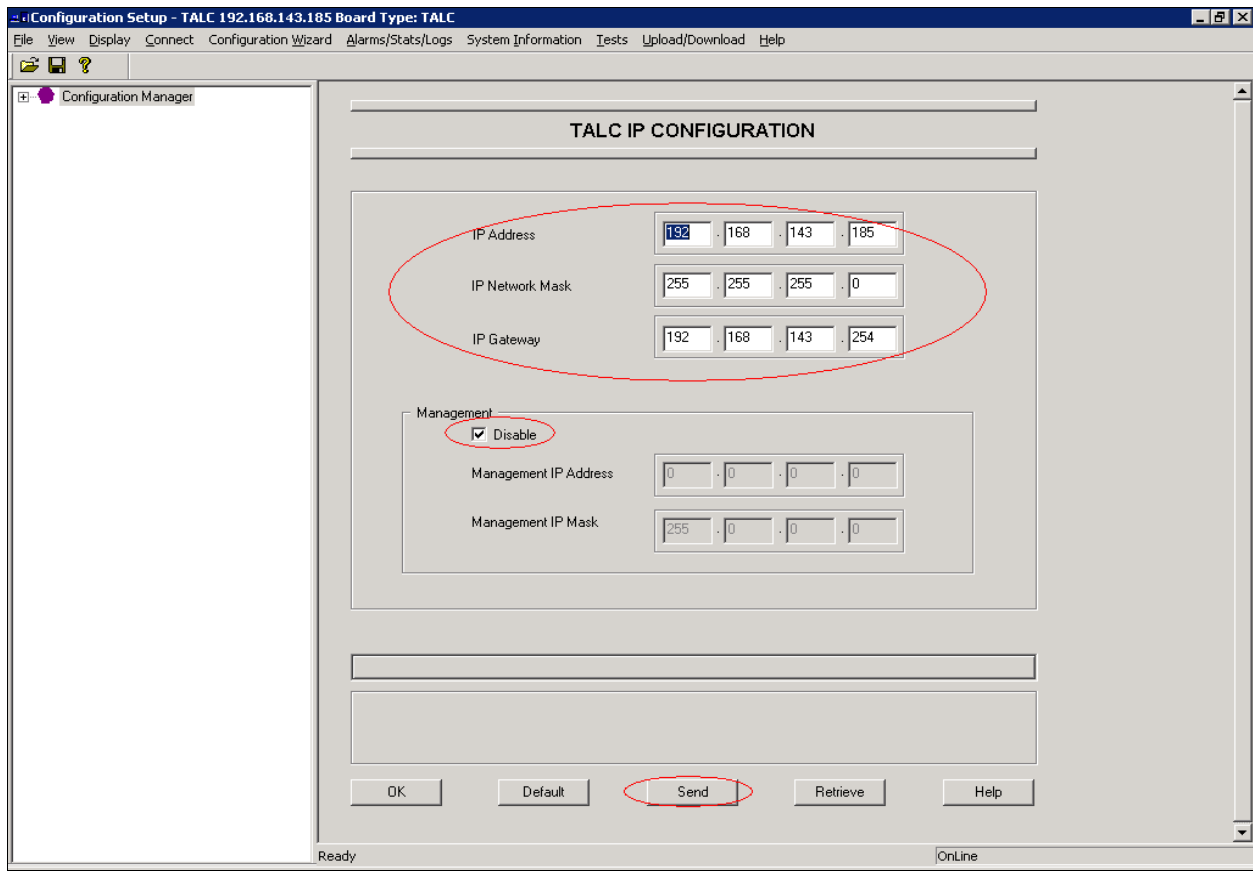 Configuration Setup - TALC 192.168.143.185 Board Type: TALC
File View Display Connect Configuration Wizard Alarms/Stats/Logs System Information Tests Upload/Download Help
Configuration Manager
TALC IP CONFIGURATION
IP Address 192 . 168 . 143 . 185
IP Network Mask 255 . 255 . 255 . 0
IP Gateway 192 . 168 . 143 . 254
Management
Disable
Management IP Address 0 . 0 . 0 . 0
Management IP Mask 255 . 0 . 0 . 0
OK Default Send Retrieve Help
Ready OnLine